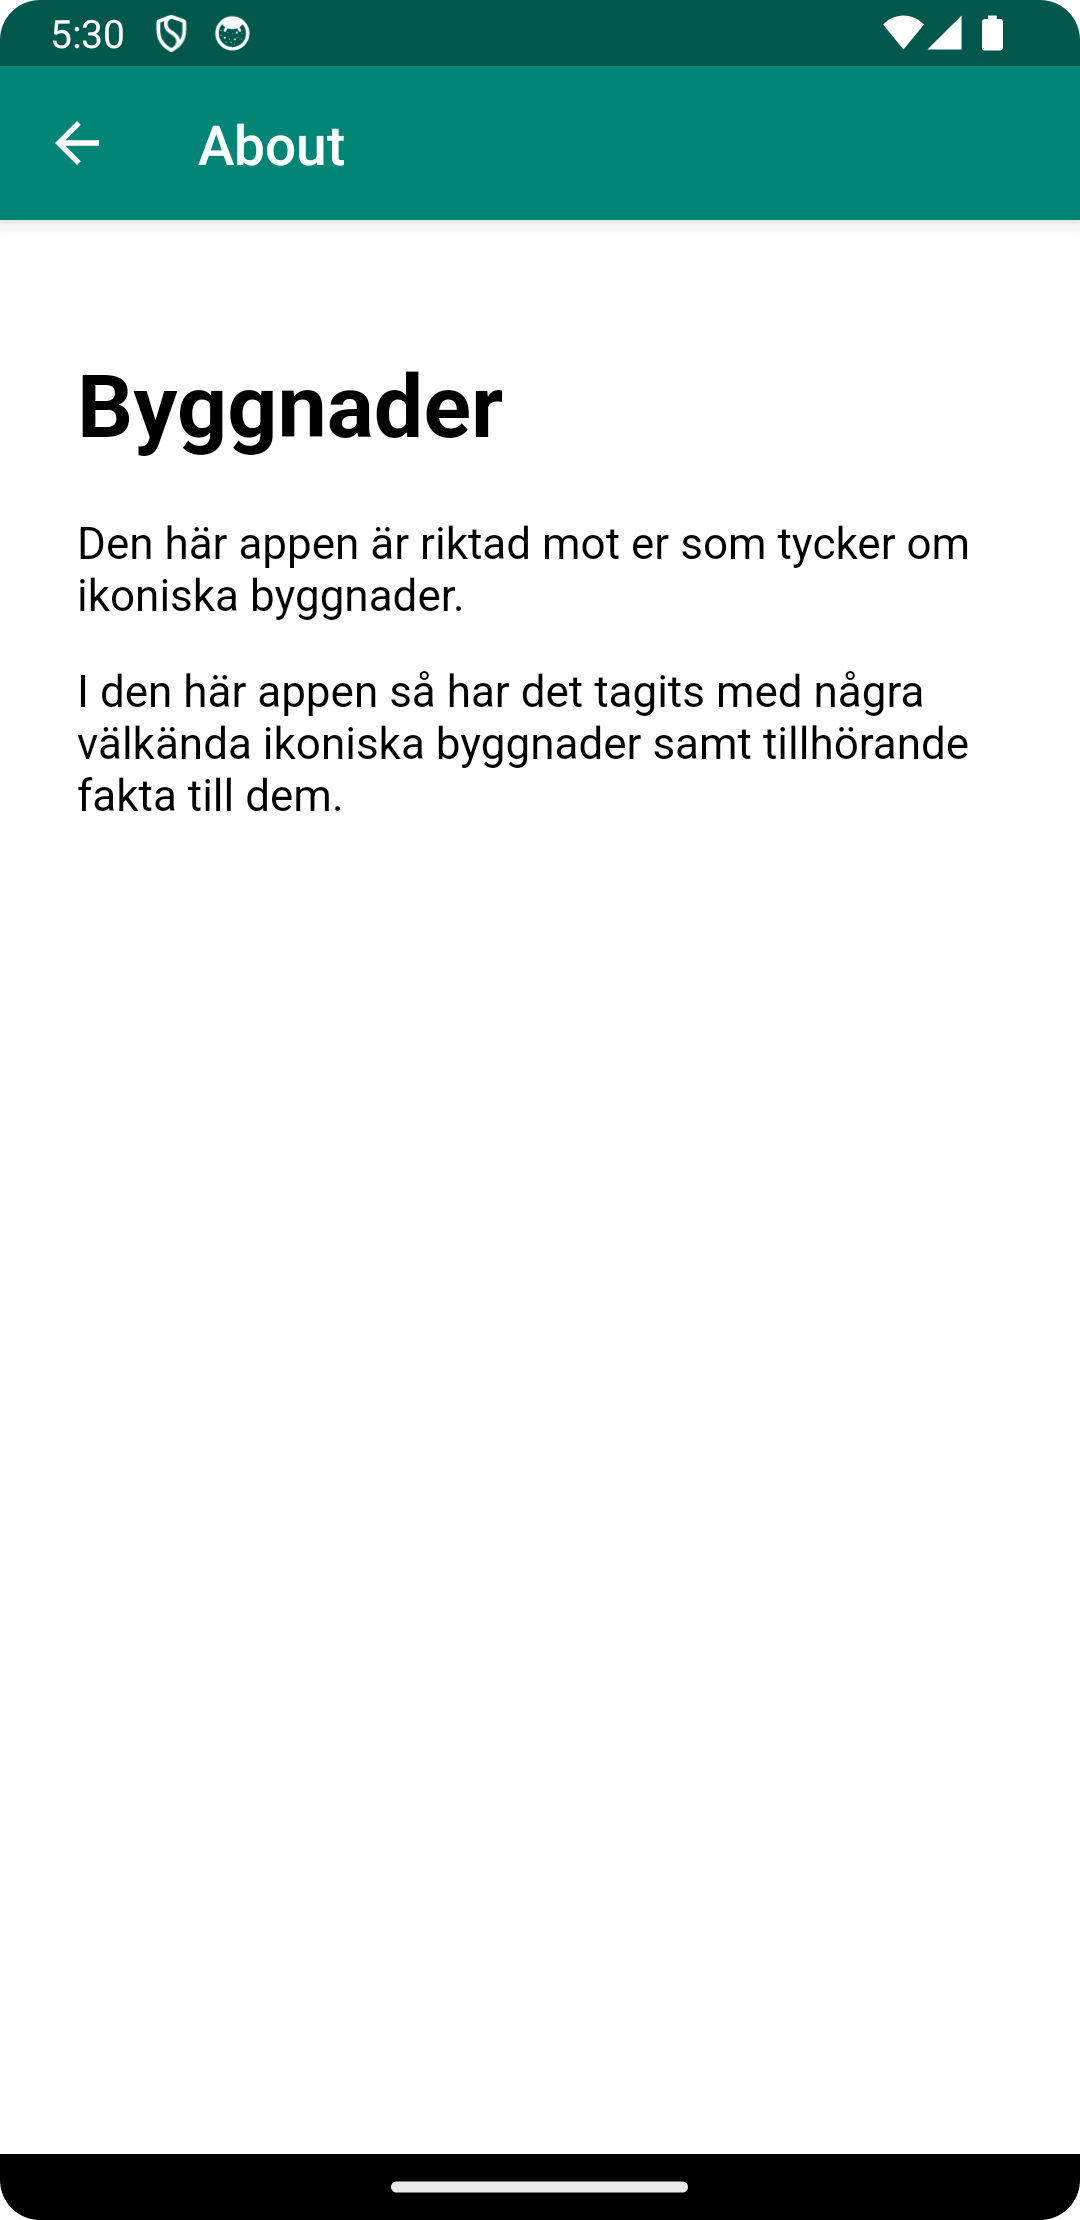 5:30
About
Byggnader
Den här appen är riktad mot er som tycker om
ikoniska byggnader.
I den här appen så har det tagits med några
välkända ikoniska byggnader samt tillhörande
fakta till dem.